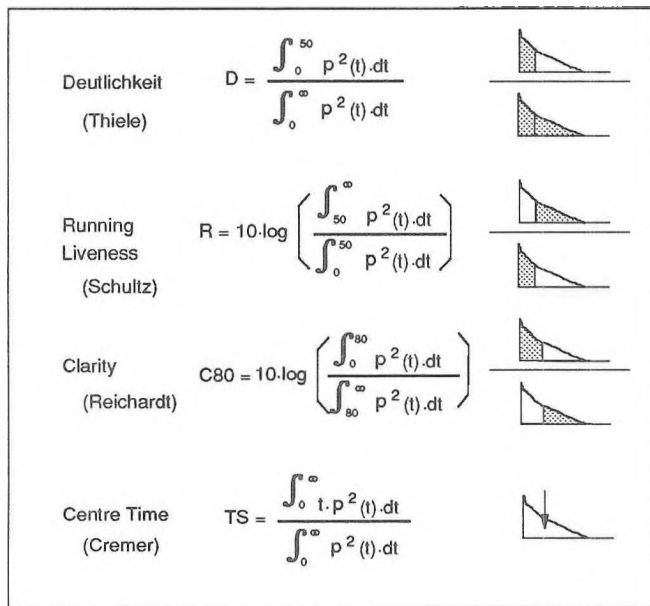 Deutlichkeit
(Thiele)
D = ∫₀⁵⁰ p²(t)·dt / ∫₀^∞ p²(t)·dt
Running
Liveness
(Schultz)
R = 10·log ( ∫₅₀^∞ p²(t)·dt / ∫₀⁵⁰ p²(t)·dt )
Clarity
(Reichardt)
C80 = 10·log ( ∫₀⁸⁰ p²(t)·dt / ∫₈₀^∞ p²(t)·dt )
Centre Time
(Cremer)
TS = ∫₀^∞ t·p²(t)·dt / ∫₀^∞ p²(t)·dt